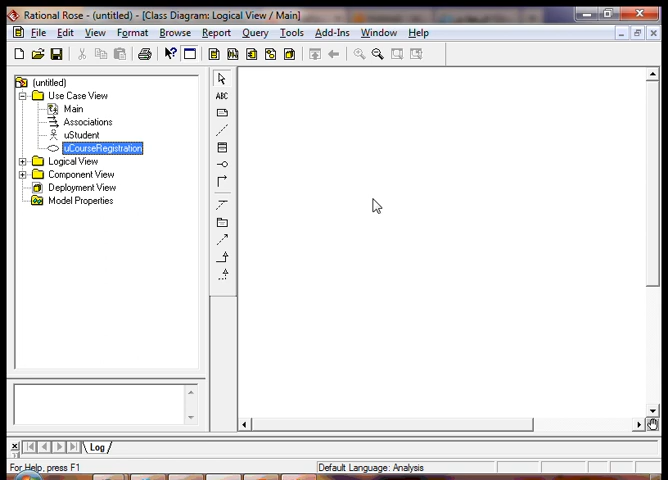 Rational Rose - (untitled) - [Class Diagram: Logical View / Main]
File Edit View Format Browse Report Query Tools Add-Ins Window Help
(untitled)
Use Case View
Main
Associations
uStudent
uCourseRegistration
Logical View
Component View
Deployment View
Model Properties
ABC
Log
For Help, press F1
Default Language: Analysis